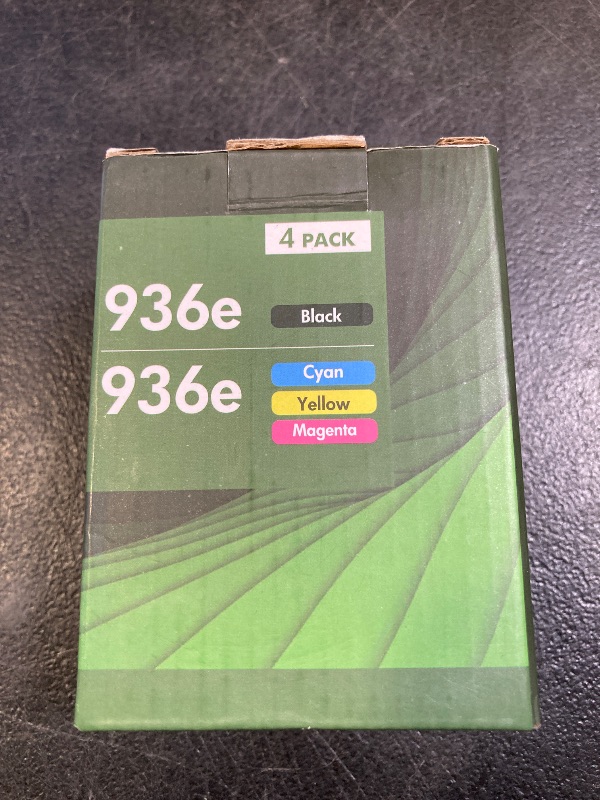 4 PACK
936e
Black
936e
Cyan
Yellow
Magenta